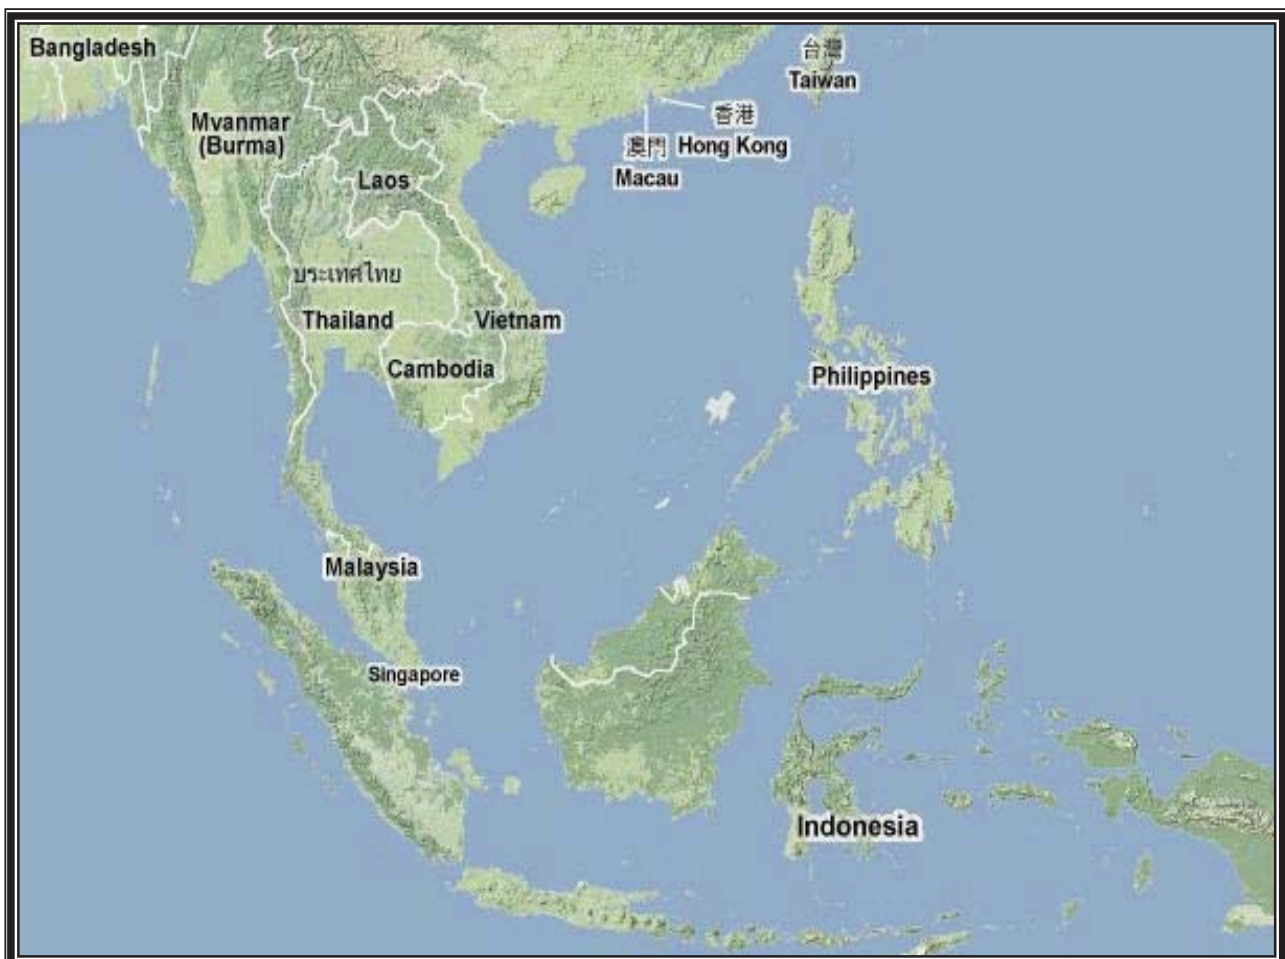 Bangladesh
台灣
Taiwan
Mvanmar
(Burma)
香港
澳門 Hong Kong
Macau
Laos
ประเทศไทย
Thailand
Vietnam
Cambodia
Philippines
Malaysia
Singapore
Indonesia